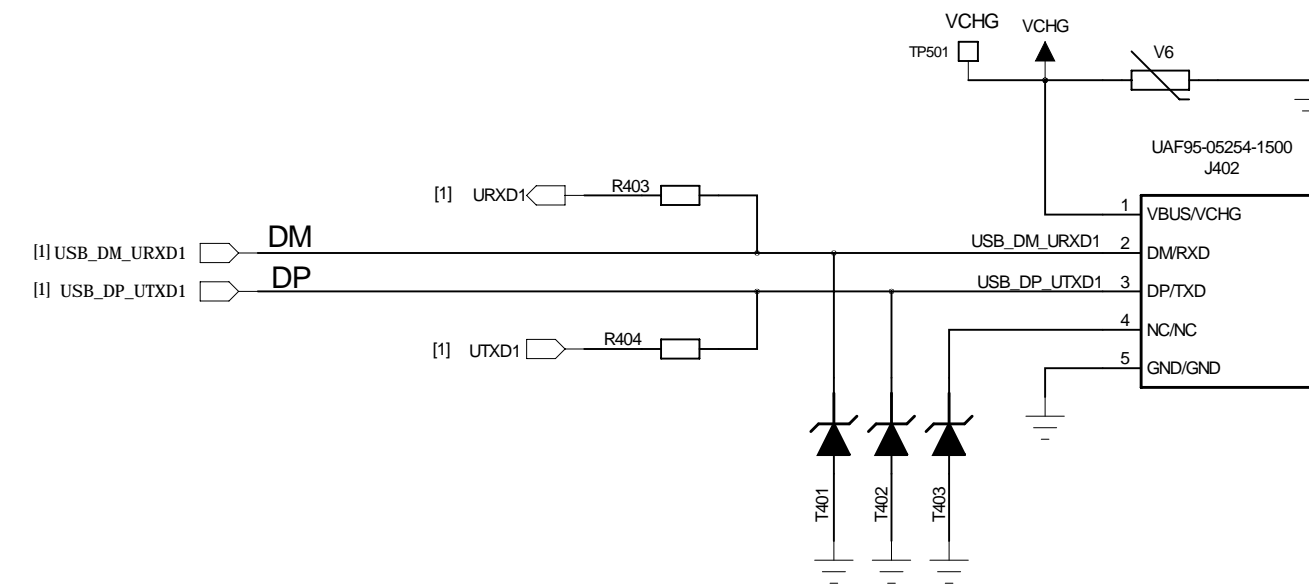 VCHG
VCHG
TP501
V6
UAF95-05254-1500
J402
[1] URXD1
R403
1
VBUS/VCHG
[1] USB_DM_URXD1
DM
USB_DM_URXD1
2
DM/RXD
[1] USB_DP_UTXD1
DP
USB_DP_UTXD1
3
DP/TXD
4
NC/NC
[1] UTXD1
R404
5
GND/GND
T401
T402
T403